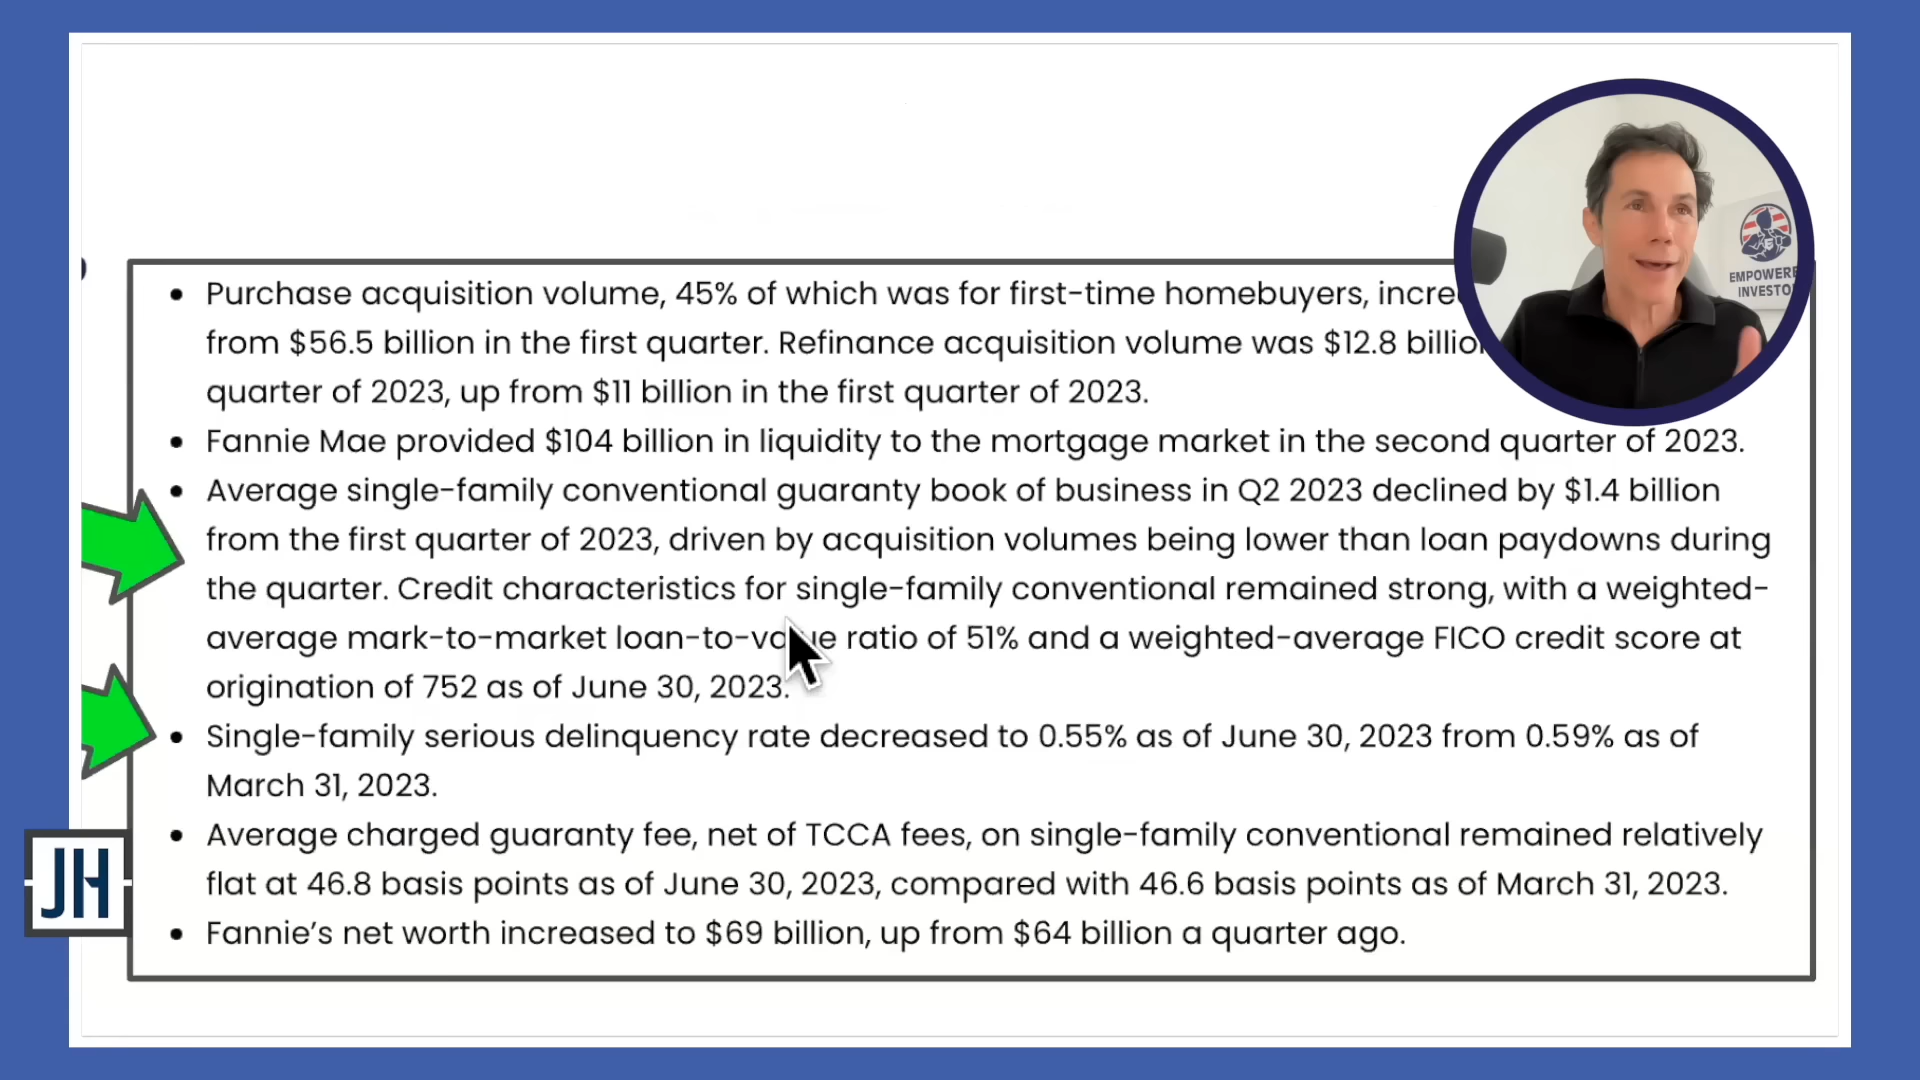 Purchase acquisition volume, 45% of which was for first-time homebuyers,
from $56.5 billion in the first quarter. Refinance acquisition volume was $12.8
quarter of 2023, up from $11 billion in the first quarter of 2023.
Fannie Mae provided $104 billion in liquidity to the mortgage market in the second quarter of 2023.
Average single-family conventional guaranty book of business in Q2 2023 declined by $1.4 billion
from the first quarter of 2023, driven by acquisition volumes being lower than loan paydowns during
the quarter. Credit characteristics for single-family conventional remained strong, with a weighted-
average mark-to-market loan-to-value ratio of 51% and a weighted-average FICO credit score at
origination of 752 as of June 30, 2023.
Single-family serious delinquency rate decreased to 0.55% as of June 30, 2023 from 0.59% as of
March 31, 2023.
Average charged guaranty fee, net of TCCA fees, on single-family conventional remained relatively
flat at 46.8 basis points as of June 30, 2023, compared with 46.6 basis points as of March 31, 2023.
Fannie’s net worth increased to $69 billion, up from $64 billion a quarter ago.
EMPOWERE
INVESTO
JH